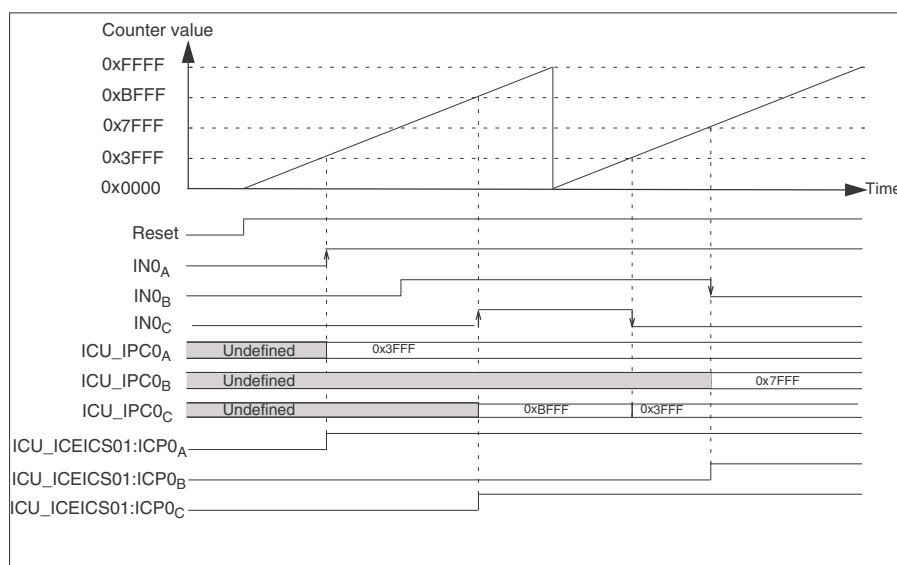 Counter value
0xFFFF
0xBFFF
0x7FFF
0x3FFF
0x0000
Time
Reset
IN0A
IN0B
IN0C
ICU_IPC0A Undefined 0x3FFF
ICU_IPC0B Undefined 0x7FFF
ICU_IPC0C Undefined 0xBFFF 0x3FFF
ICU_ICEICS01:ICP0A
ICU_ICEICS01:ICP0B
ICU_ICEICS01:ICP0C